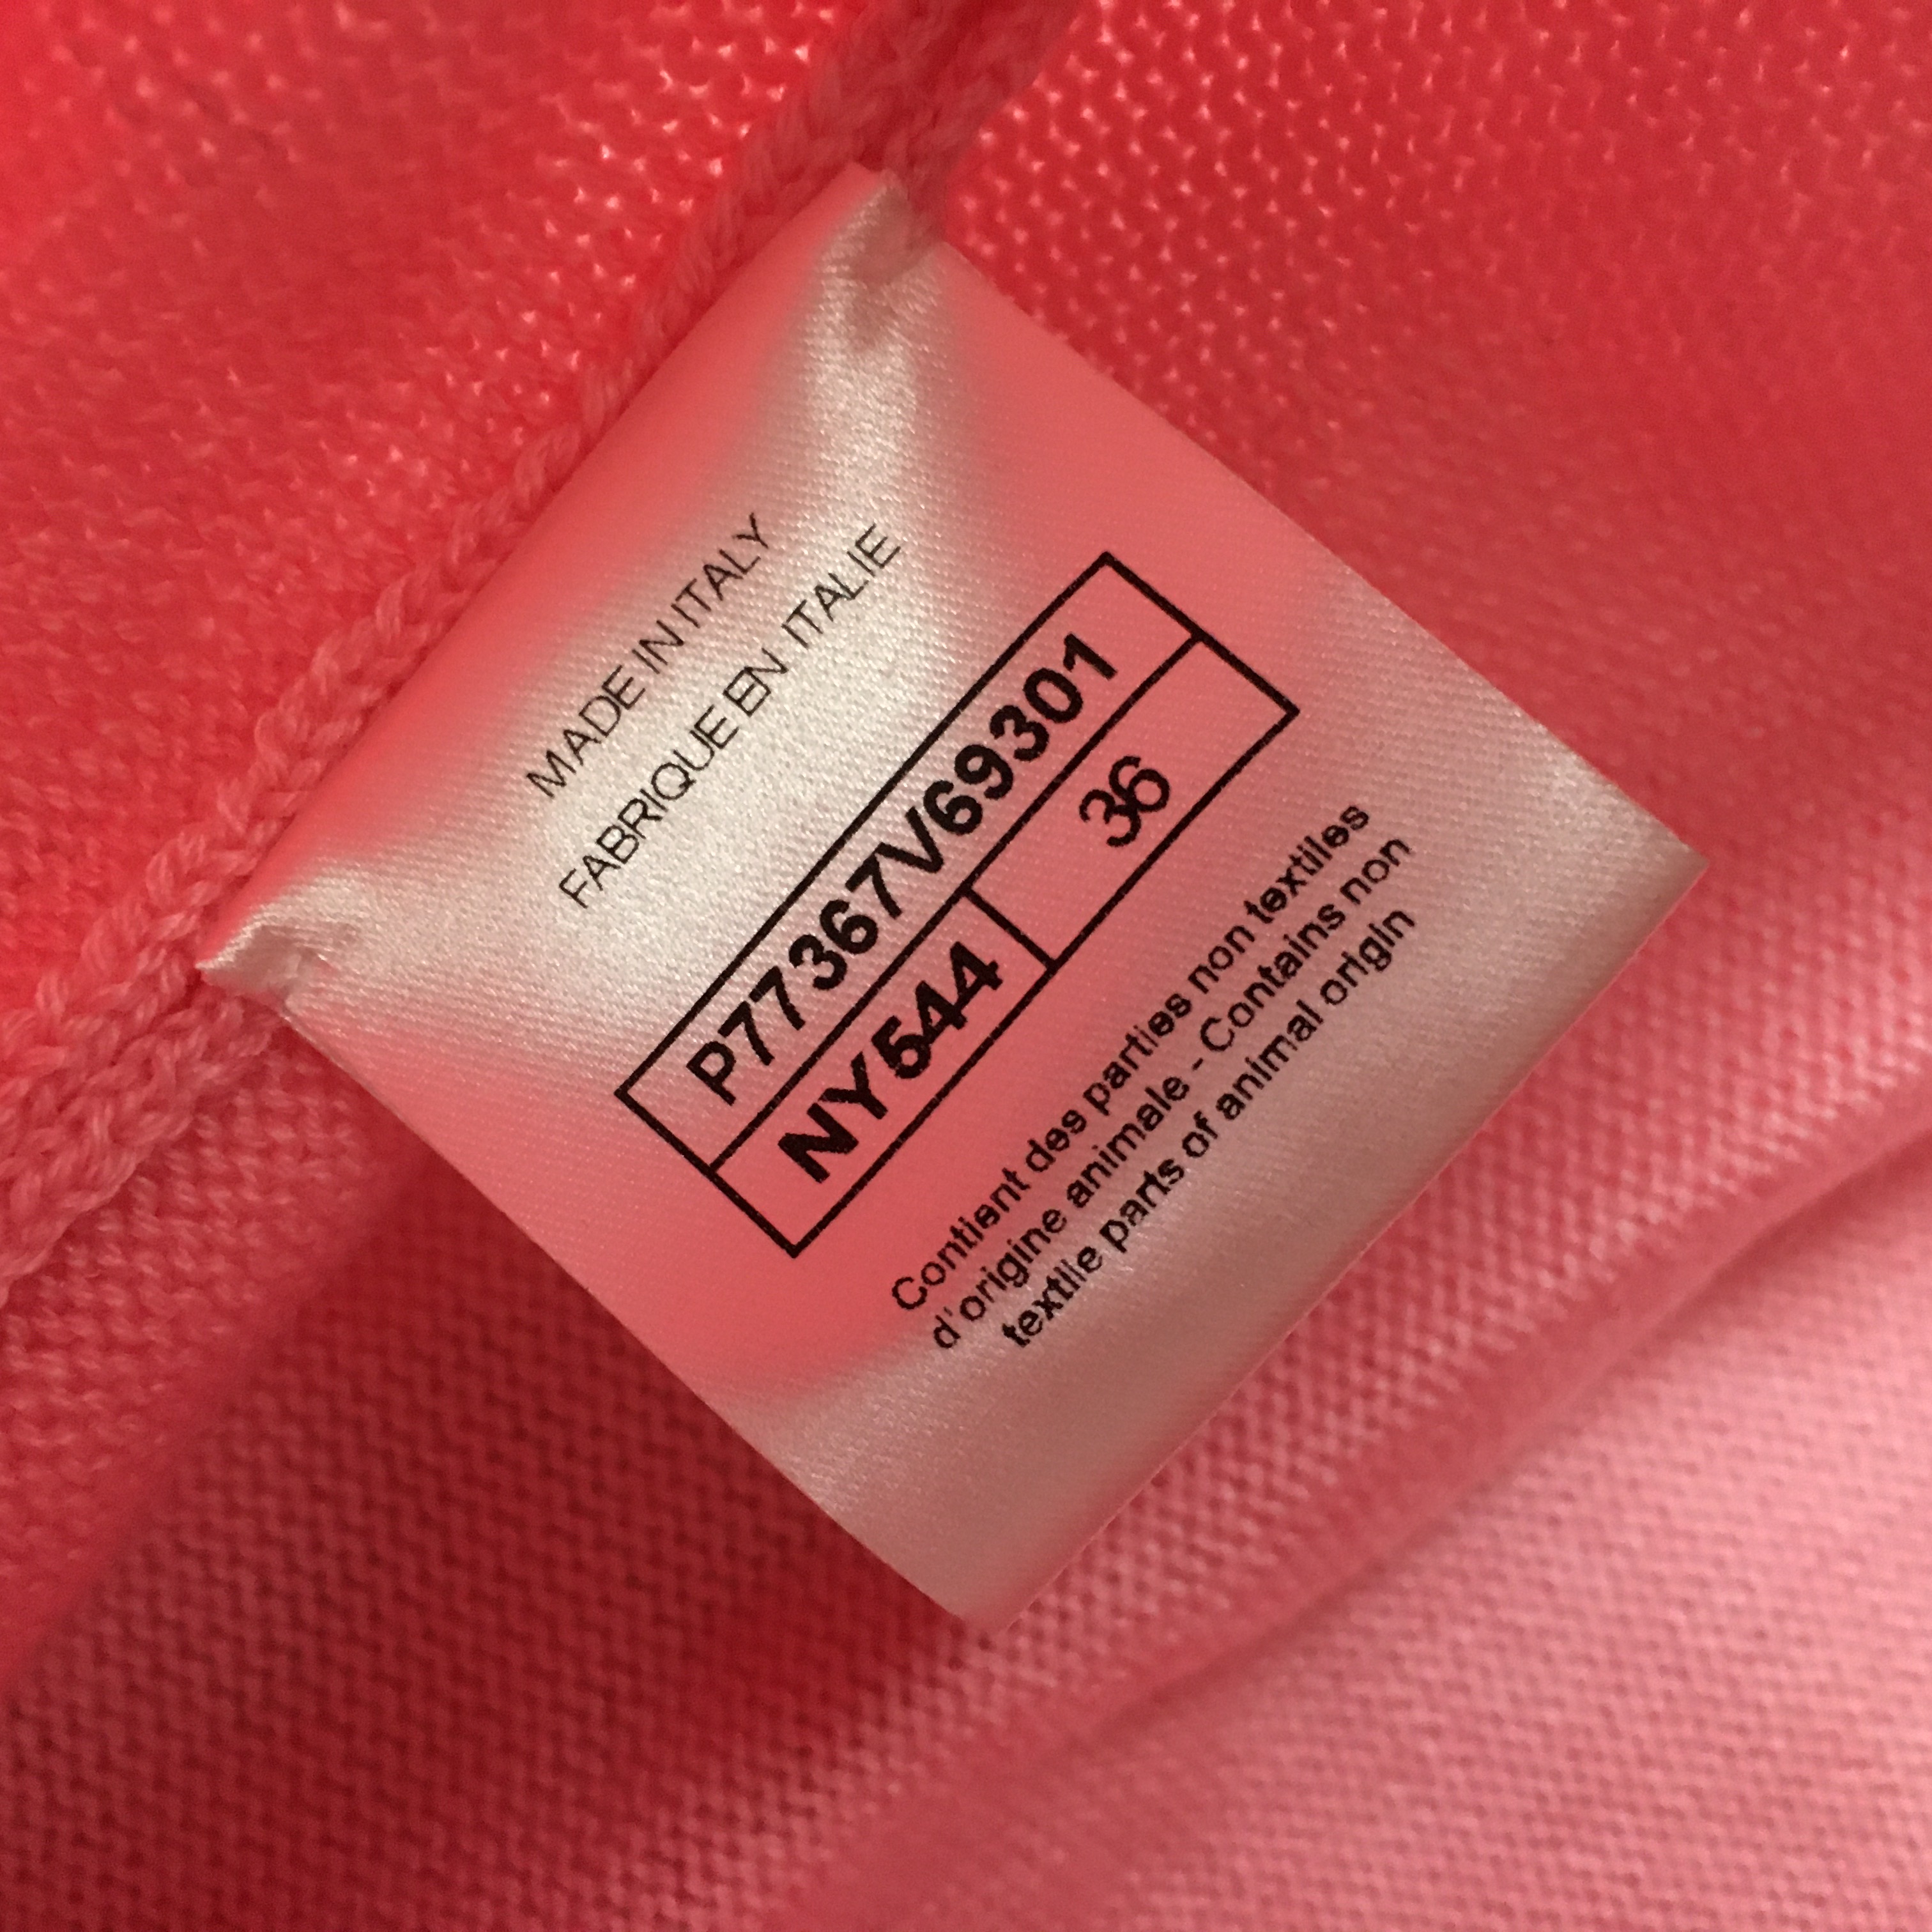 MADE IN ITALY
FABRIQUE EN ITALIE
P77367V69301
NY544 36
Contient des parties non textiles
d'origine animale - Contains non
textile parts of animal origin